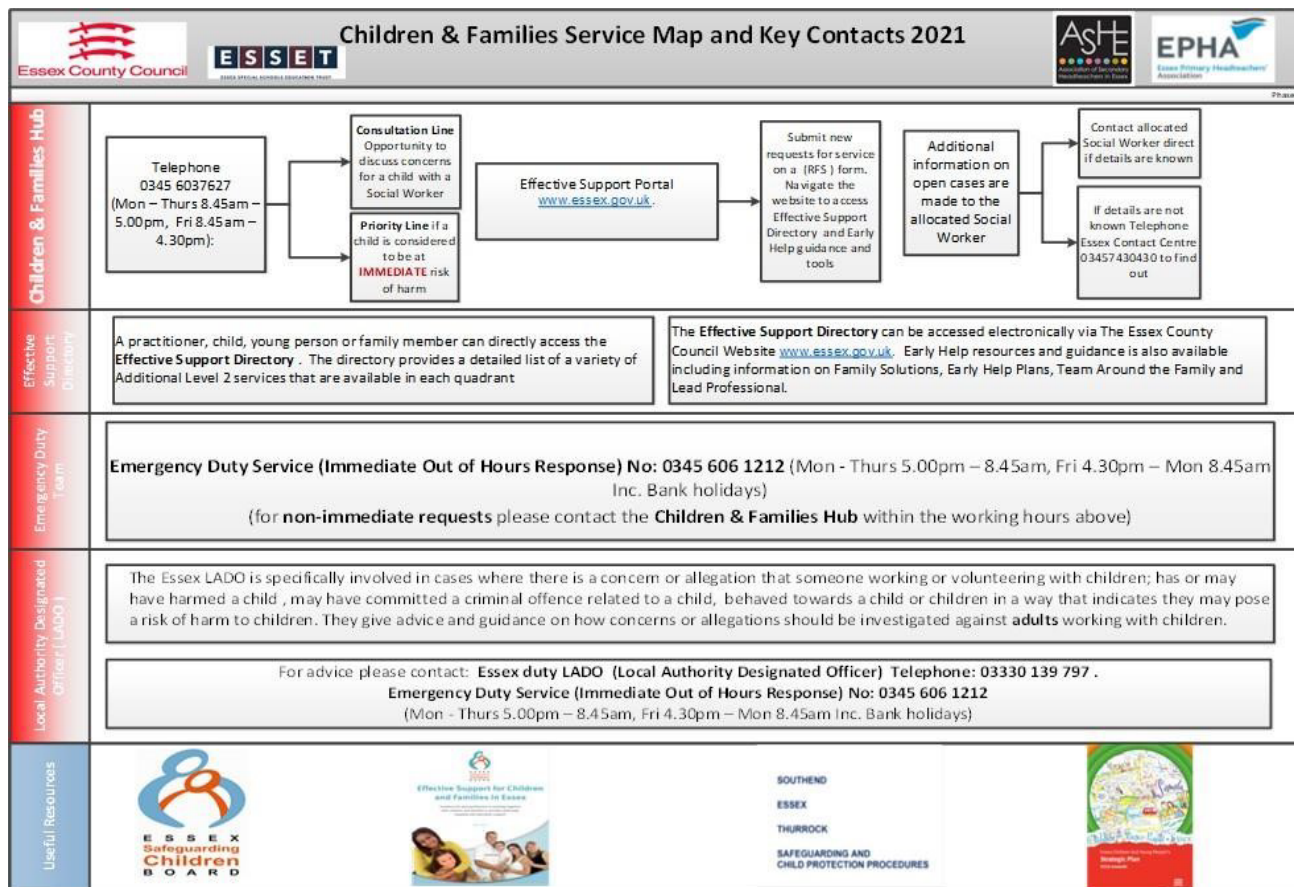 Children & Families Service Map and Key Contacts 2021
Essex County Council
ESSET
ESSEX SPECIAL SCHOOLS EDUCATION TRUST
ASHE
Association of Secondary
Headteachers in Essex
EPHA
Essex Primary Headteachers'
Association
Phase
Children & Families Hub
Telephone
0345 6037627
(Mon – Thurs 8.45am –
5.00pm, Fri 8.45am –
4.30pm):
Consultation Line
Opportunity to
discuss concerns
for a child with a
Social Worker
Priority Line if a
child is considered
to be at
IMMEDIATE risk
of harm
Effective Support Portal
www.essex.gov.uk.
Submit new
requests for service
on a (RFS) form.
Navigate the
website to access
Effective Support
Directory and Early
Help guidance and
tools
Additional
information on
open cases are
made to the
allocated Social
Worker
Contact allocated
Social Worker direct
if details are known
If details are not
known Telephone
Essex Contact Centre
03457430430 to find
out
Effective
Support
Directory
A practitioner, child, young person or family member can directly access the
Effective Support Directory . The directory provides a detailed list of a variety of
Additional Level 2 services that are available in each quadrant
The Effective Support Directory can be accessed electronically via The Essex County
Council Website www.essex.gov.uk. Early Help resources and guidance is also available
including information on Family Solutions, Early Help Plans, Team Around the Family and
Lead Professional.
Emergency Duty
Team
Emergency Duty Service (Immediate Out of Hours Response) No: 0345 606 1212 (Mon - Thurs 5.00pm – 8.45am, Fri 4.30pm – Mon 8.45am
Inc. Bank holidays)
(for non-immediate requests please contact the Children & Families Hub within the working hours above)
Local Authority Designated
Officer ( LADO )
The Essex LADO is specifically involved in cases where there is a concern or allegation that someone working or volunteering with children; has or may
have harmed a child , may have committed a criminal offence related to a child, behaved towards a child or children in a way that indicates they may pose
a risk of harm to children. They give advice and guidance on how concerns or allegations should be investigated against adults working with children.
For advice please contact: Essex duty LADO (Local Authority Designated Officer) Telephone: 03330 139 797 .
Emergency Duty Service (Immediate Out of Hours Response) No: 0345 606 1212
(Mon - Thurs 5.00pm – 8.45am, Fri 4.30pm – Mon 8.45am Inc. Bank holidays)
Useful Resources
ESSEX
Safeguarding
Children
BOARD
Effective Support for Children
and Families in Essex
SOUTHEND
ESSEX
THURROCK
SAFEGUARDING AND
CHILD PROTECTION PROCEDURES
Strategic Plan